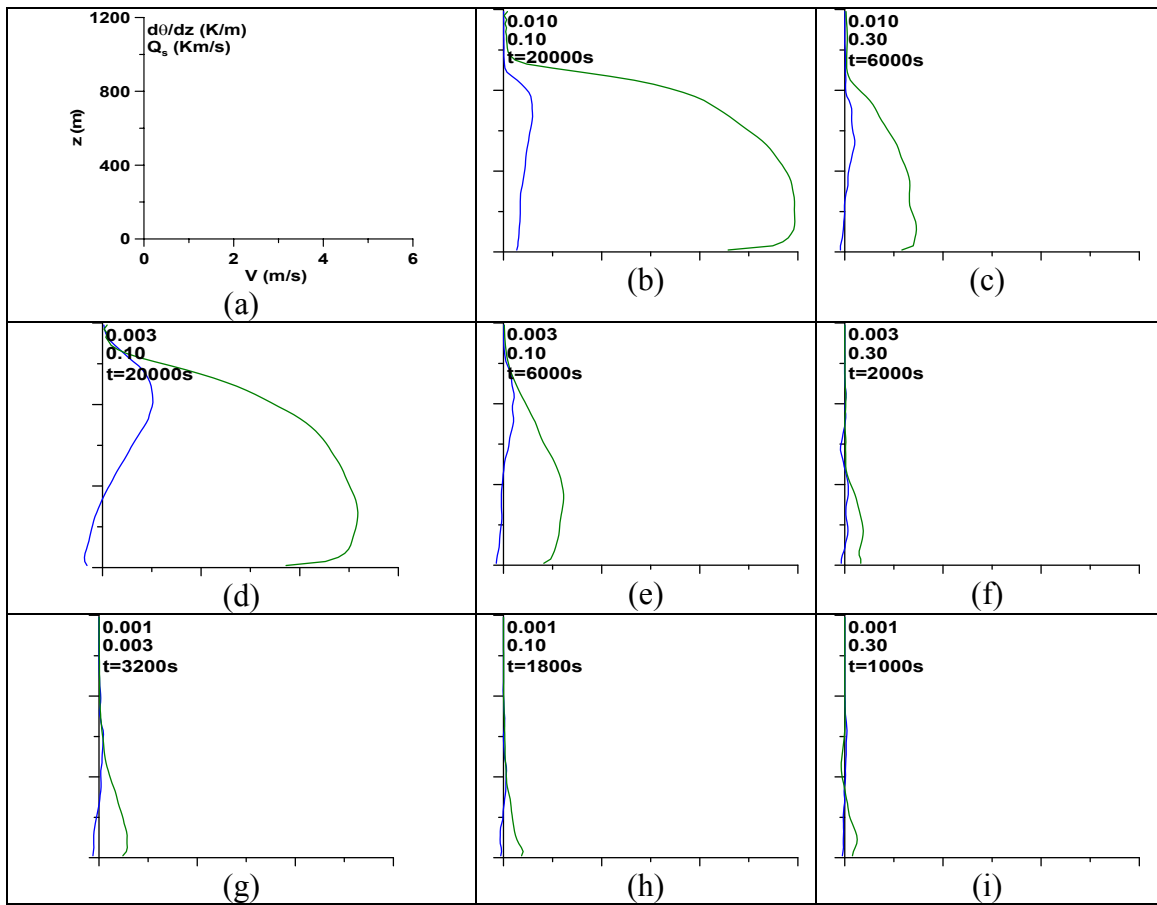 1200
dθ/dz (K/m)
Qs (Km/s)
800
z (m)
400
0
0 2 4 6
V (m/s)
(a)
0.010
0.10
t=20000s
(b)
0.010
0.30
t=6000s
(c)
0.003
0.10
t=20000s
(d)
0.003
0.10
t=6000s
(e)
0.003
0.30
t=2000s
(f)
0.001
0.003
t=3200s
(g)
0.001
0.10
t=1800s
(h)
0.001
0.30
t=1000s
(i)